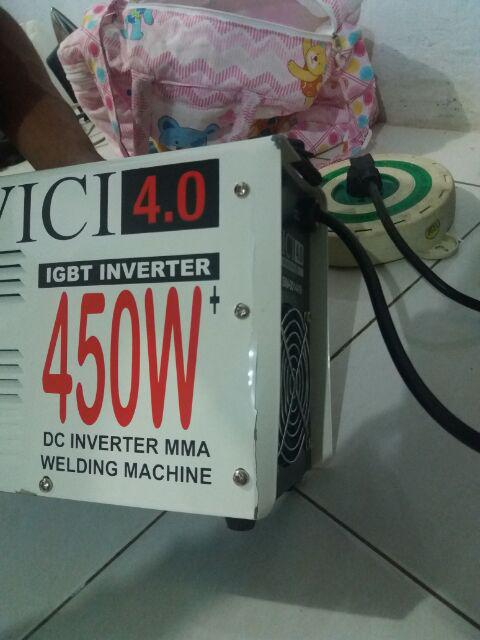 VICI 4.0
IGBT INVERTER
450W+
DC INVERTER MMA
WELDING MACHINE